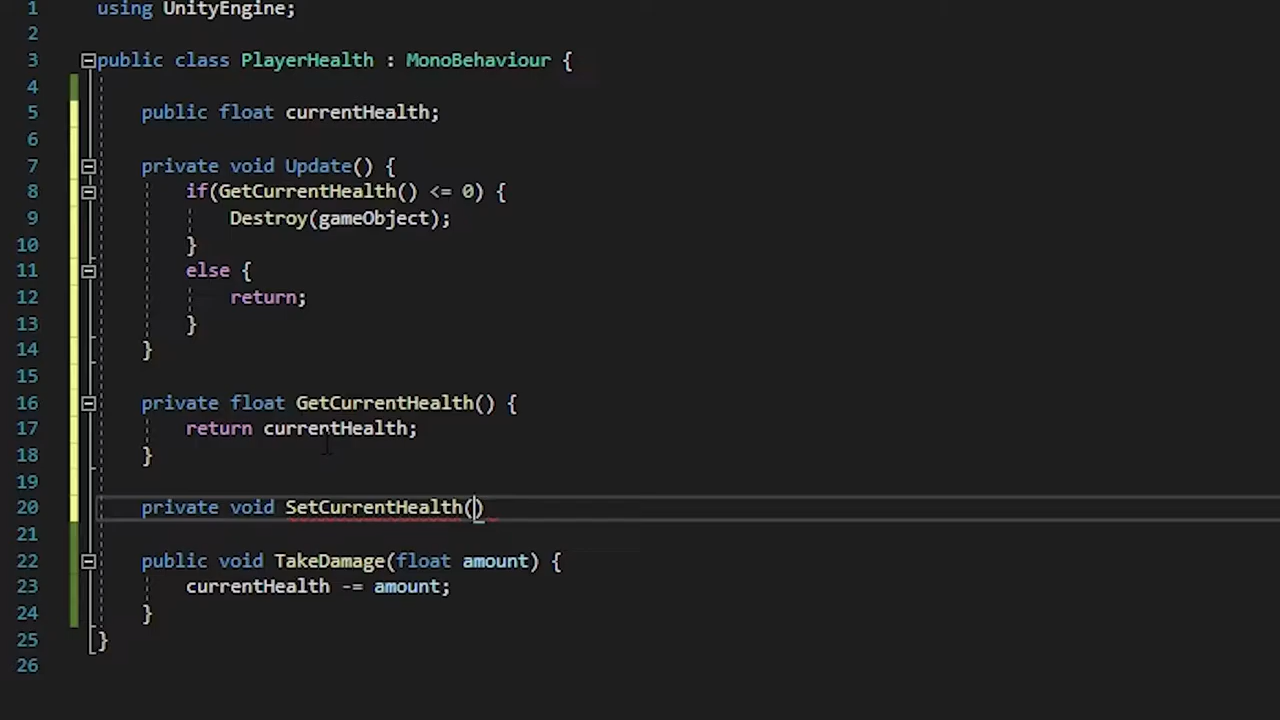 1 using UnityEngine;
2
3 public class PlayerHealth : MonoBehaviour {
4
5 public float currentHealth;
6
7 private void Update() {
8 if(GetCurrentHealth() <= 0) {
9 Destroy(gameObject);
10 }
11 else {
12 return;
13 }
14 }
15
16 private float GetCurrentHealth() {
17 return currentHealth;
18 }
19
20 private void SetCurrentHealth()
21
22 public void TakeDamage(float amount) {
23 currentHealth -= amount;
24 }
25 }
26